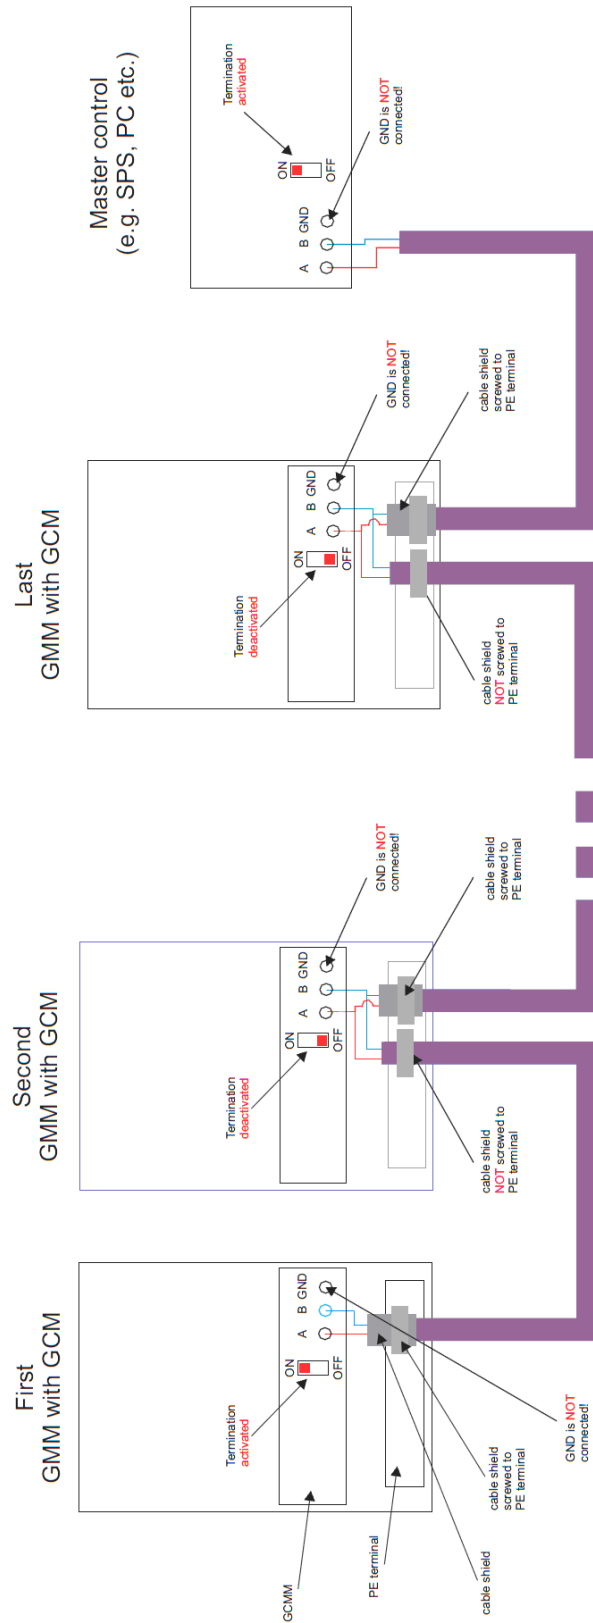 First
GMM with GCM
Termination
activated
ON
OFF
A
B
GND
GCMM
PE terminal
cable shield
cable shield
screwed to
PE terminal
GND is NOT
connected!
Second
GMM with GCM
Termination
deactivated
ON
OFF
A
B
GND
GND is NOT
connected!
cable shield
NOT screwed to
PE terminal
cable shield
screwed to
PE terminal
Last
GMM with GCM
Termination
deactivated
ON
OFF
A
B
GND
GND is NOT
connected!
cable shield
NOT screwed to
PE terminal
cable shield
screwed to
PE terminal
Master control
(e.g. SPS, PC etc.)
Termination
activated
ON
OFF
A
B
GND
GND is NOT
connected!